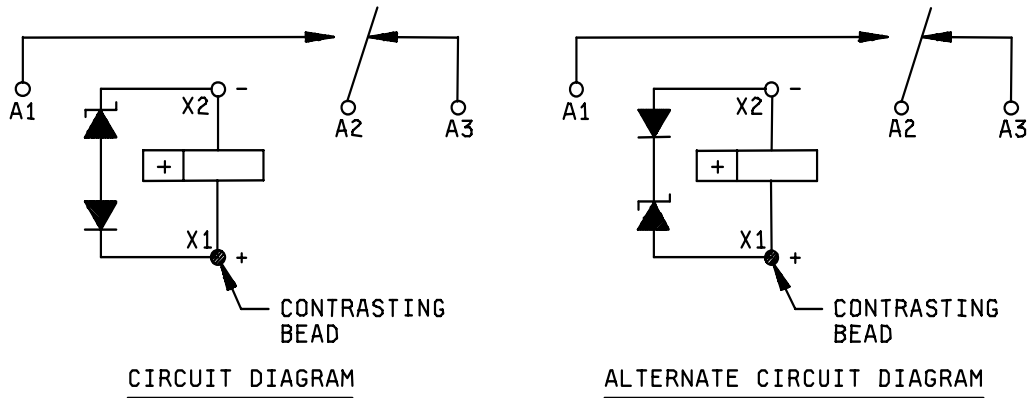 A1
X2 -
A2
A3
+
X1 +
CONTRASTING
BEAD
CIRCUIT DIAGRAM
A1
X2 -
A2
A3
+
X1 +
CONTRASTING
BEAD
ALTERNATE CIRCUIT DIAGRAM